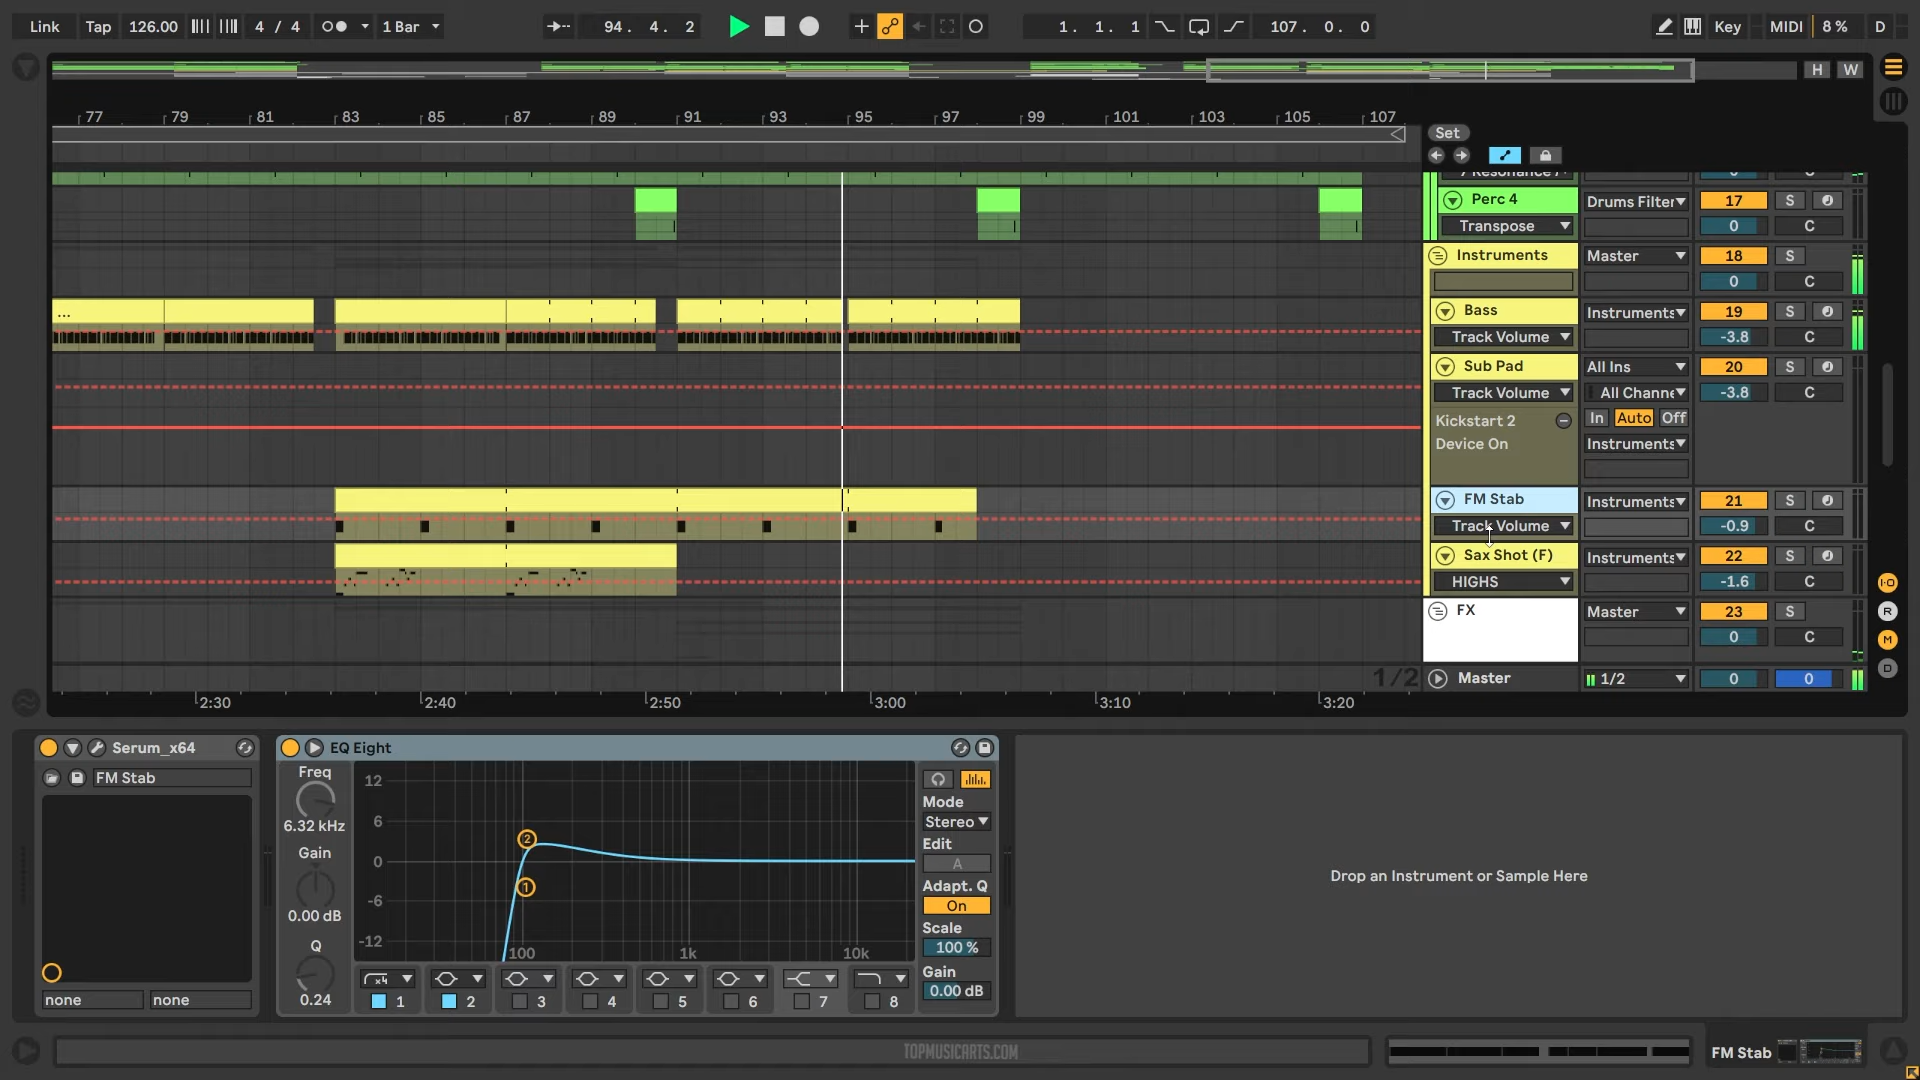 Link Tap 126.00 4 / 4 1 Bar 94. 4. 2 1. 1. 1 107. 0. 0 Key MIDI 8 % D
H W
77 79 81 83 85 87 89 91 93 95 97 99 101 103 105 107
Set
0 C
Perc 4 Drums Filter 17 S
Transpose 0 C
Instruments Master 18 S
0 C
... Bass Instruments 19 S
Track Volume -3.8 C
Sub Pad All Ins 20 S
Track Volume All Channe -3.8 C
Kickstart 2 In Auto Off
Device On Instruments
FM Stab Instruments 21 S
Track Volume -0.9 C
Sax Shot (F) Instruments 22 S
HIGHS -1.6 C
FX Master 23 S
0 C
R
M
D
1/2 Master 1/2 0 0
2:30 2:40 2:50 3:00 3:10 3:20
Serum_x64 EQ Eight
FM Stab
none none
Freq
6.32 kHz
Gain
0.00 dB
Q
0.24
12
6
0
-6
-12
2
1
100 1k 10k
x4
1 2 3 4 5 6 7 8
Mode
Stereo
Edit
A
Adapt. Q
On
Scale
100 %
Gain
0.00 dB
Drop an Instrument or Sample Here
TOPMUSICARTS.COM
FM Stab